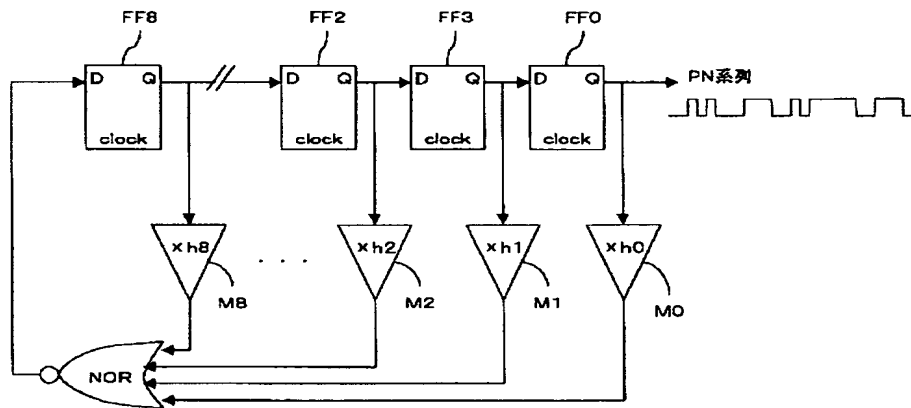 FF8 FF2 FF3 FF0
D Q D Q D Q D Q PN系列
clock clock clock clock
×h8 ×h2 ×h1 ×h0
. . .
M8 M2 M1 M0
NOR